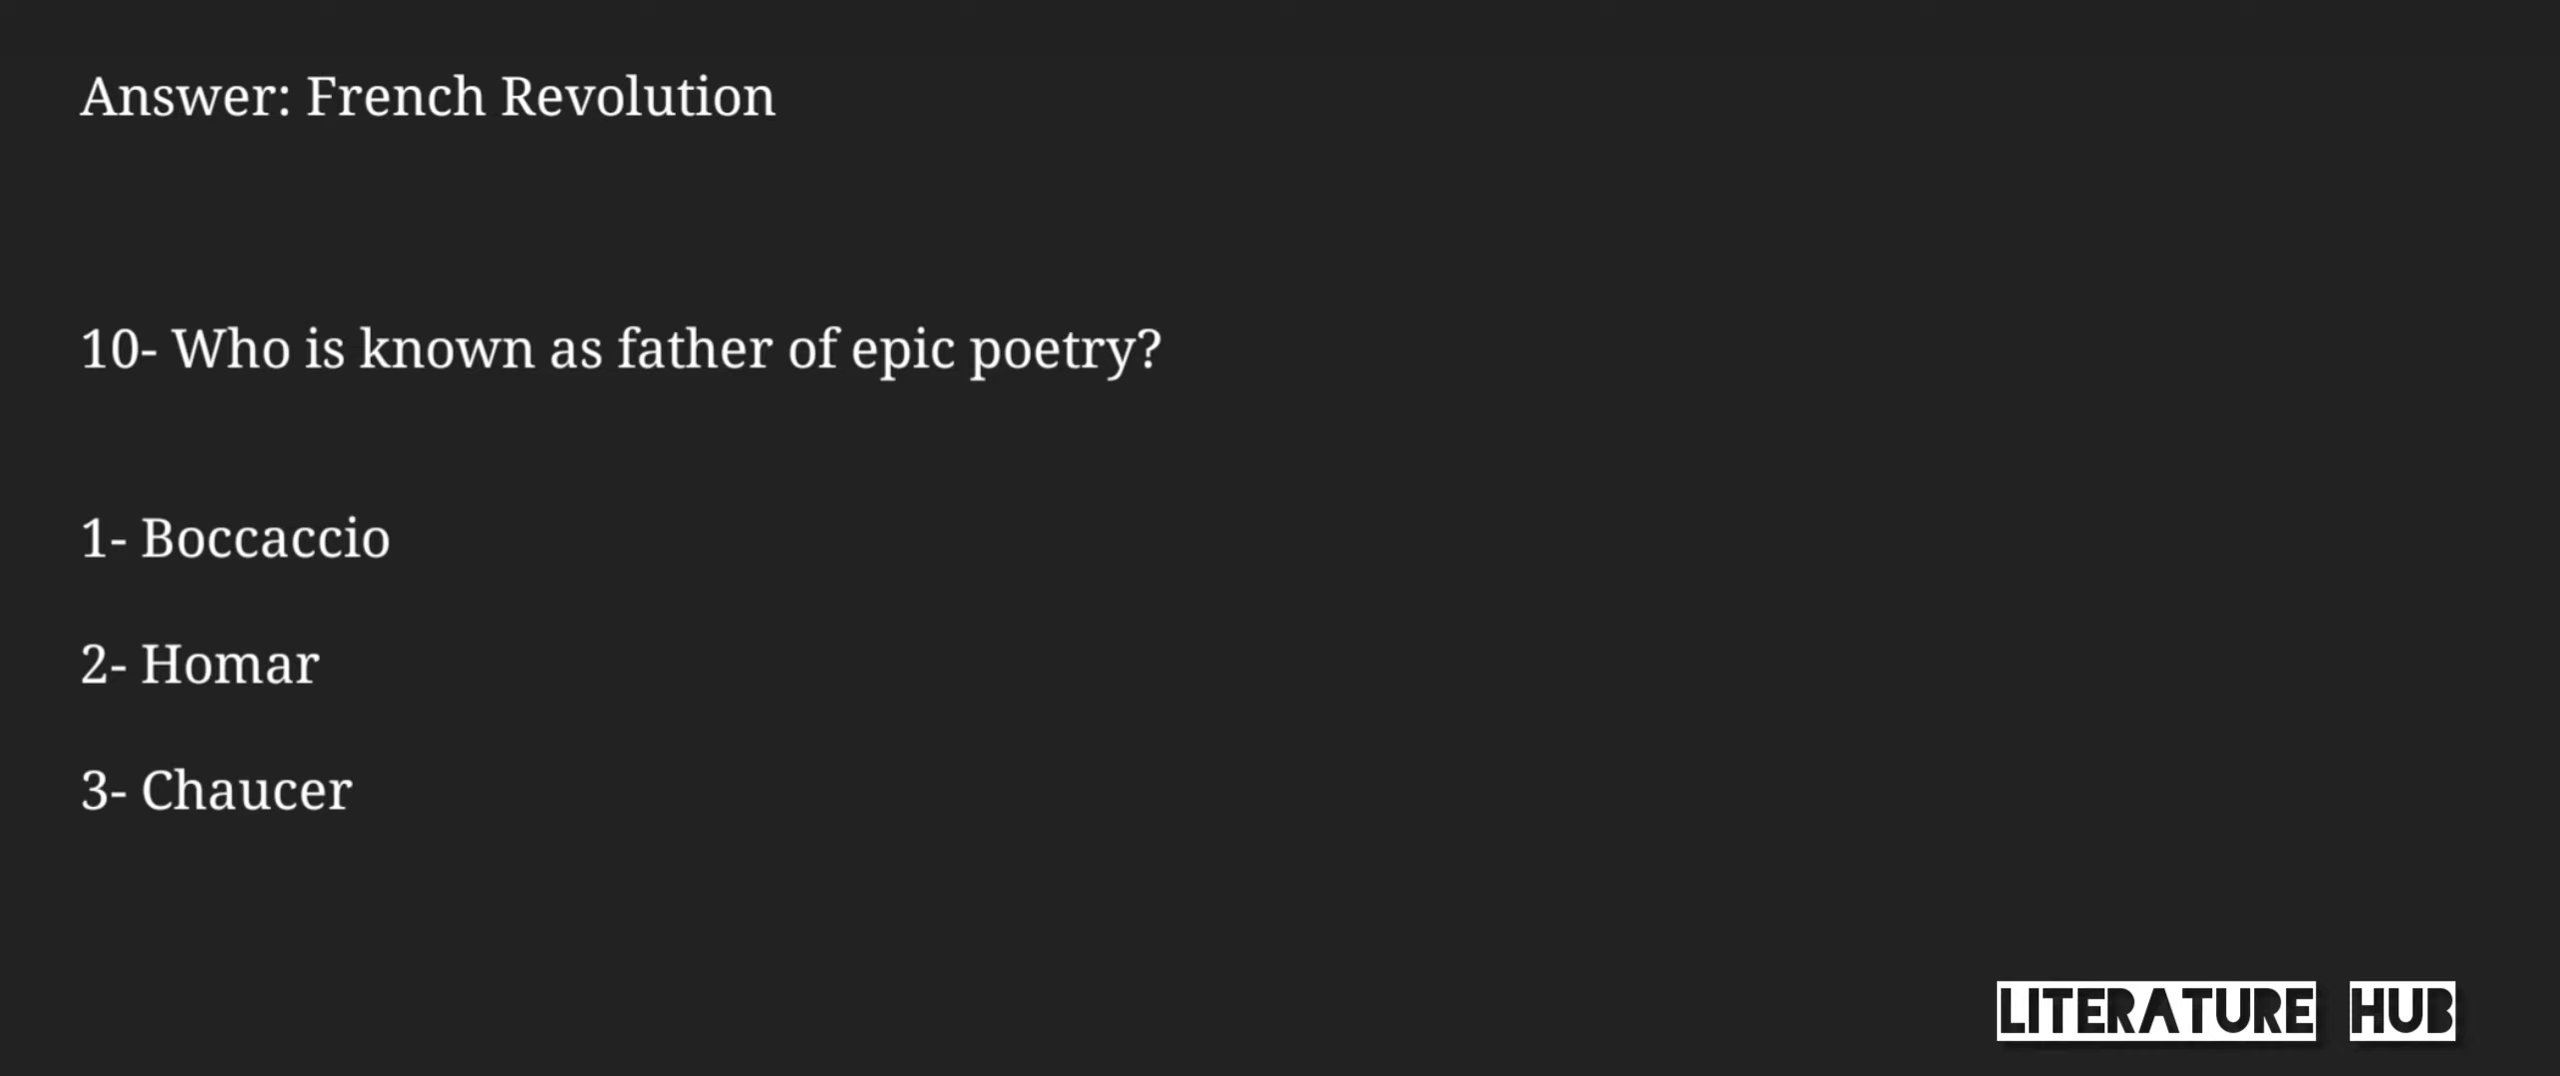 Answer: French Revolution
10- Who is known as father of epic poetry?
1- Boccaccio
2- Homar
3- Chaucer
LITERATURE HUB